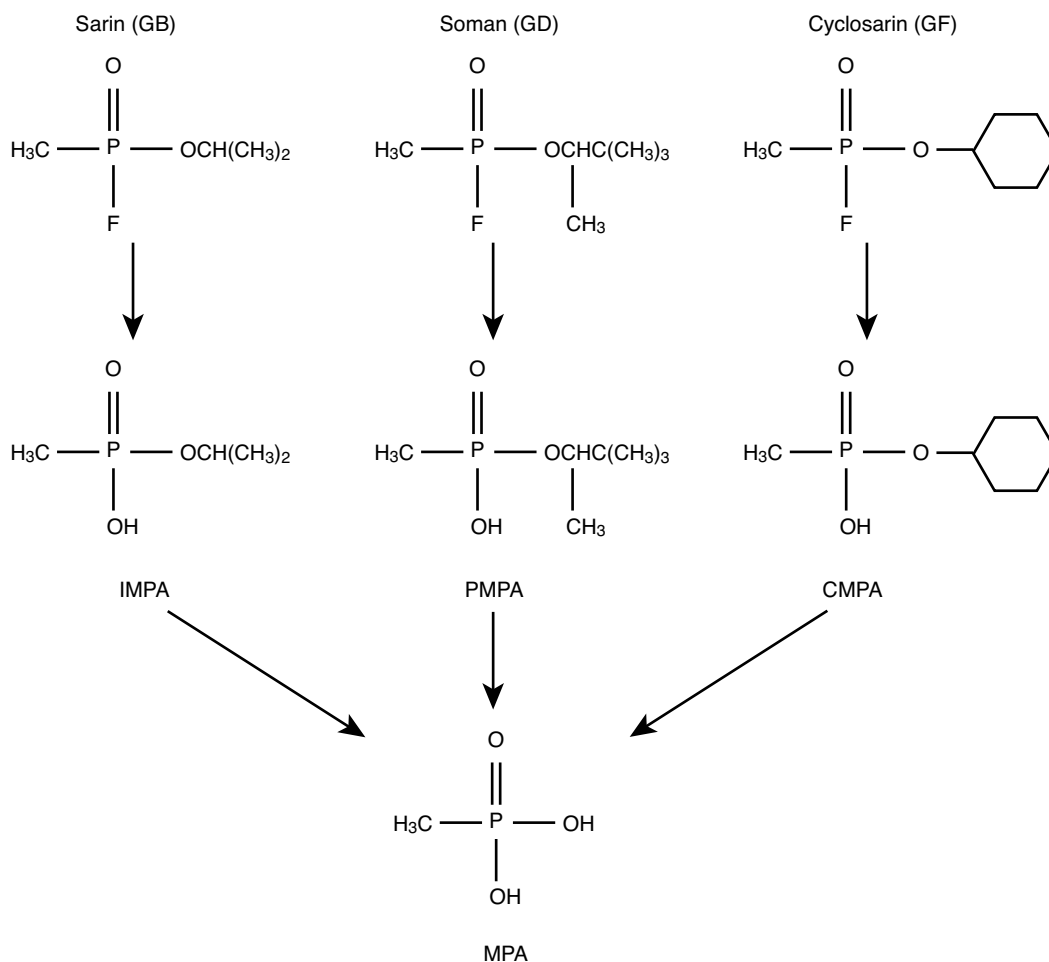 Sarin (GB)
Soman (GD)
Cyclosarin (GF)
O
O
O
H₃C P OCH(CH₃)₂
H₃C P OCHC(CH₃)₃
H₃C P O
F
F CH₃
F
O
O
O
H₃C P OCH(CH₃)₂
H₃C P OCHC(CH₃)₃
H₃C P O
OH
OH CH₃
OH
IMPA
PMPA
CMPA
O
H₃C P OH
OH
MPA